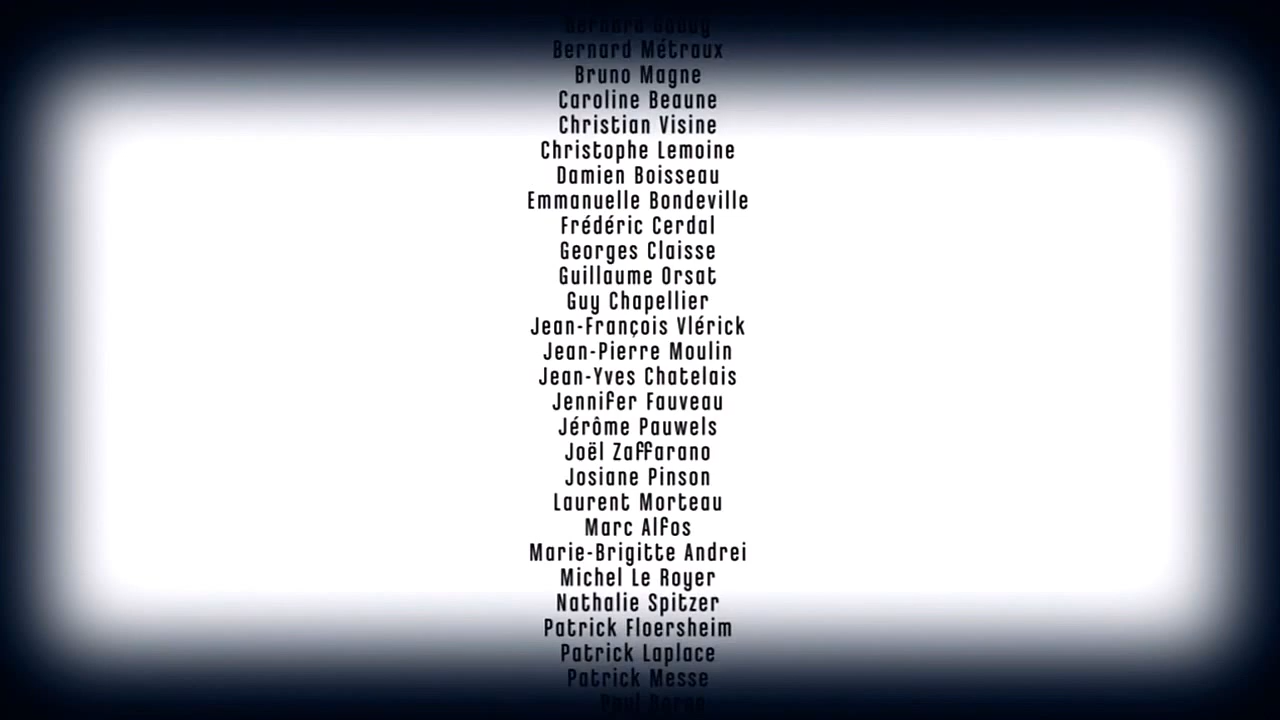 Bernard Métraux
Bruno Magne
Caroline Beaune
Christian Visine
Christophe Lemoine
Damien Boisseau
Emmanuelle Bondeville
Frédéric Cerdal
Georges Claisse
Guillaume Orsat
Guy Chapellier
Jean-François Vlérick
Jean-Pierre Moulin
Jean-Yves Chatelais
Jennifer Fauveau
Jérôme Pauwels
Joël Zaffarano
Josiane Pinson
Laurent Morteau
Marc Alfos
Marie-Brigitte Andrei
Michel Le Royer
Nathalie Spitzer
Patrick Floersheim
Patrick Laplace
Patrick Messe
Paul